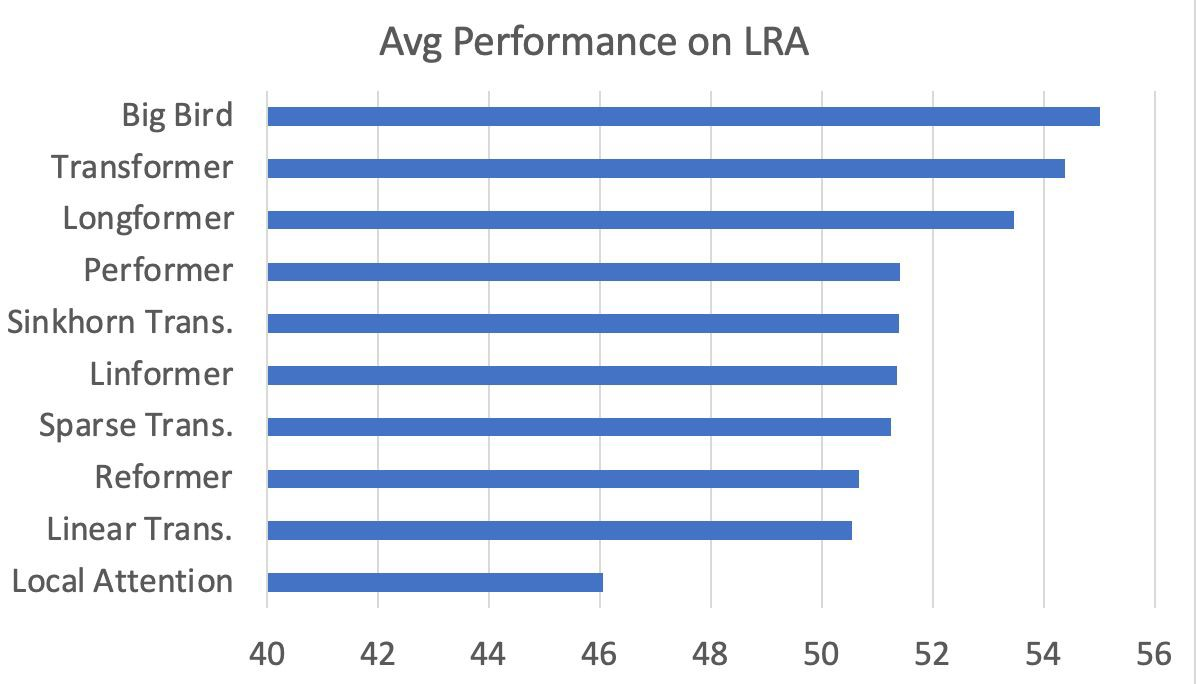 Avg Performance on LRA
Big Bird
Transformer
Longformer
Performer
Sinkhorn Trans.
Linformer
Sparse Trans.
Reformer
Linear Trans.
Local Attention
40 42 44 46 48 50 52 54 56